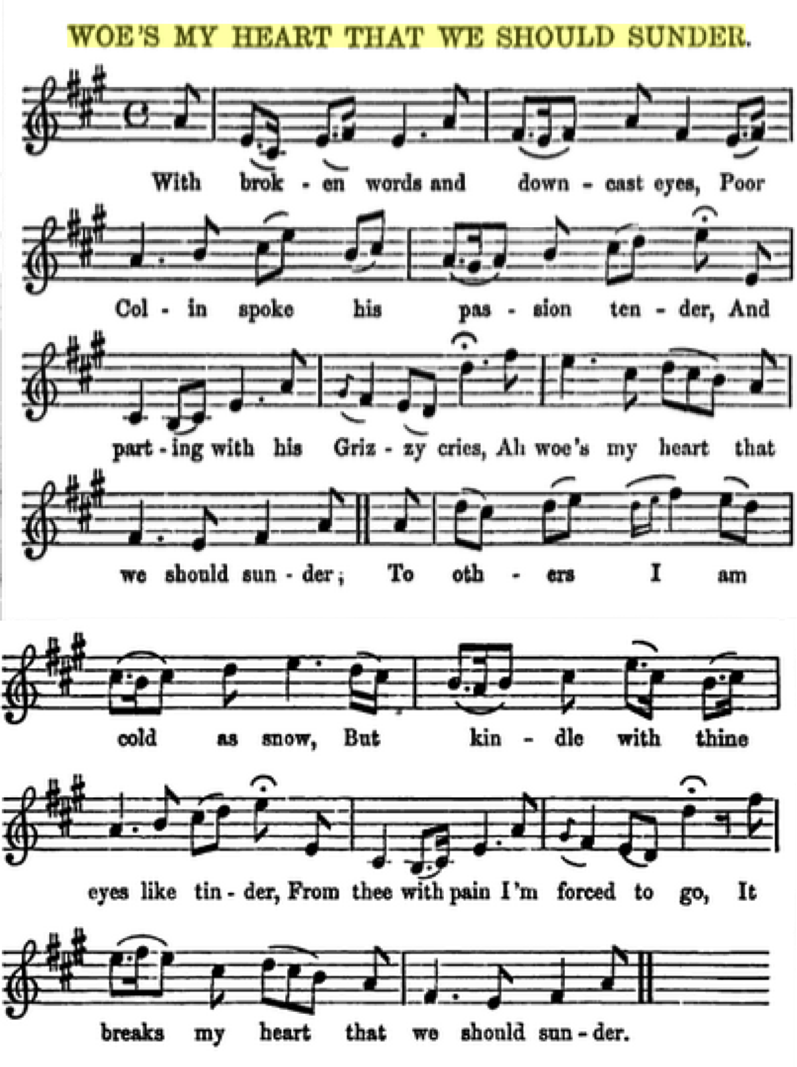 WOE'S MY HEART THAT WE SHOULD SUNDER.
With brok - en words and down - cast eyes, Poor
Col - in spoke his pas - sion ten - der, And
part - ing with his Griz - zy cries, Ah woe's my heart that
we should sun - der; To oth - ers I am
cold as snow, But kin - dle with thine
eyes like tin - der, From thee with pain I'm forced to go, It
breaks my heart that we should sun - der.